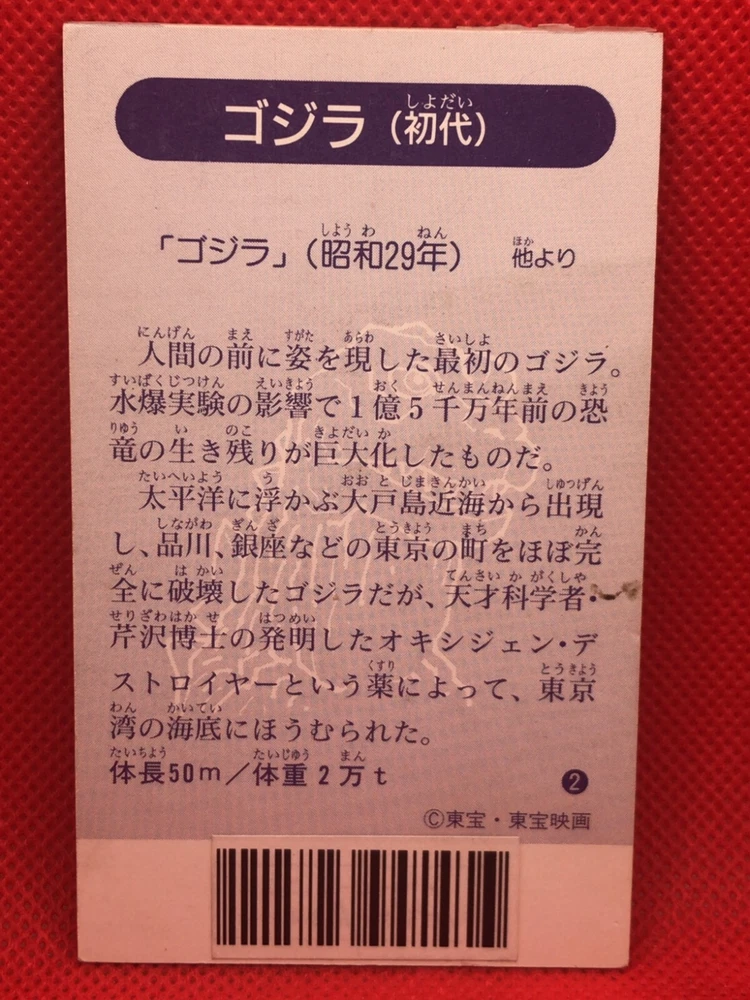 ゴジラ(初代)
「ゴジラ」(昭和29年) 他より
人間の前に姿を現した最初のゴジラ。
水爆実験の影響で1億5千万年前の恐
竜の生き残りが巨大化したものだ。
太平洋に浮かぶ大戸島近海から出現
し、品川、銀座などの東京の町をほぼ完
全に破壊したゴジラだが、天才科学者・
芹沢博士の発明したオキシジェン・デ
ストロイヤーという薬によって、東京
湾の海底にほうむられた。
体長50m/体重2万t
2
©東宝・東宝映画